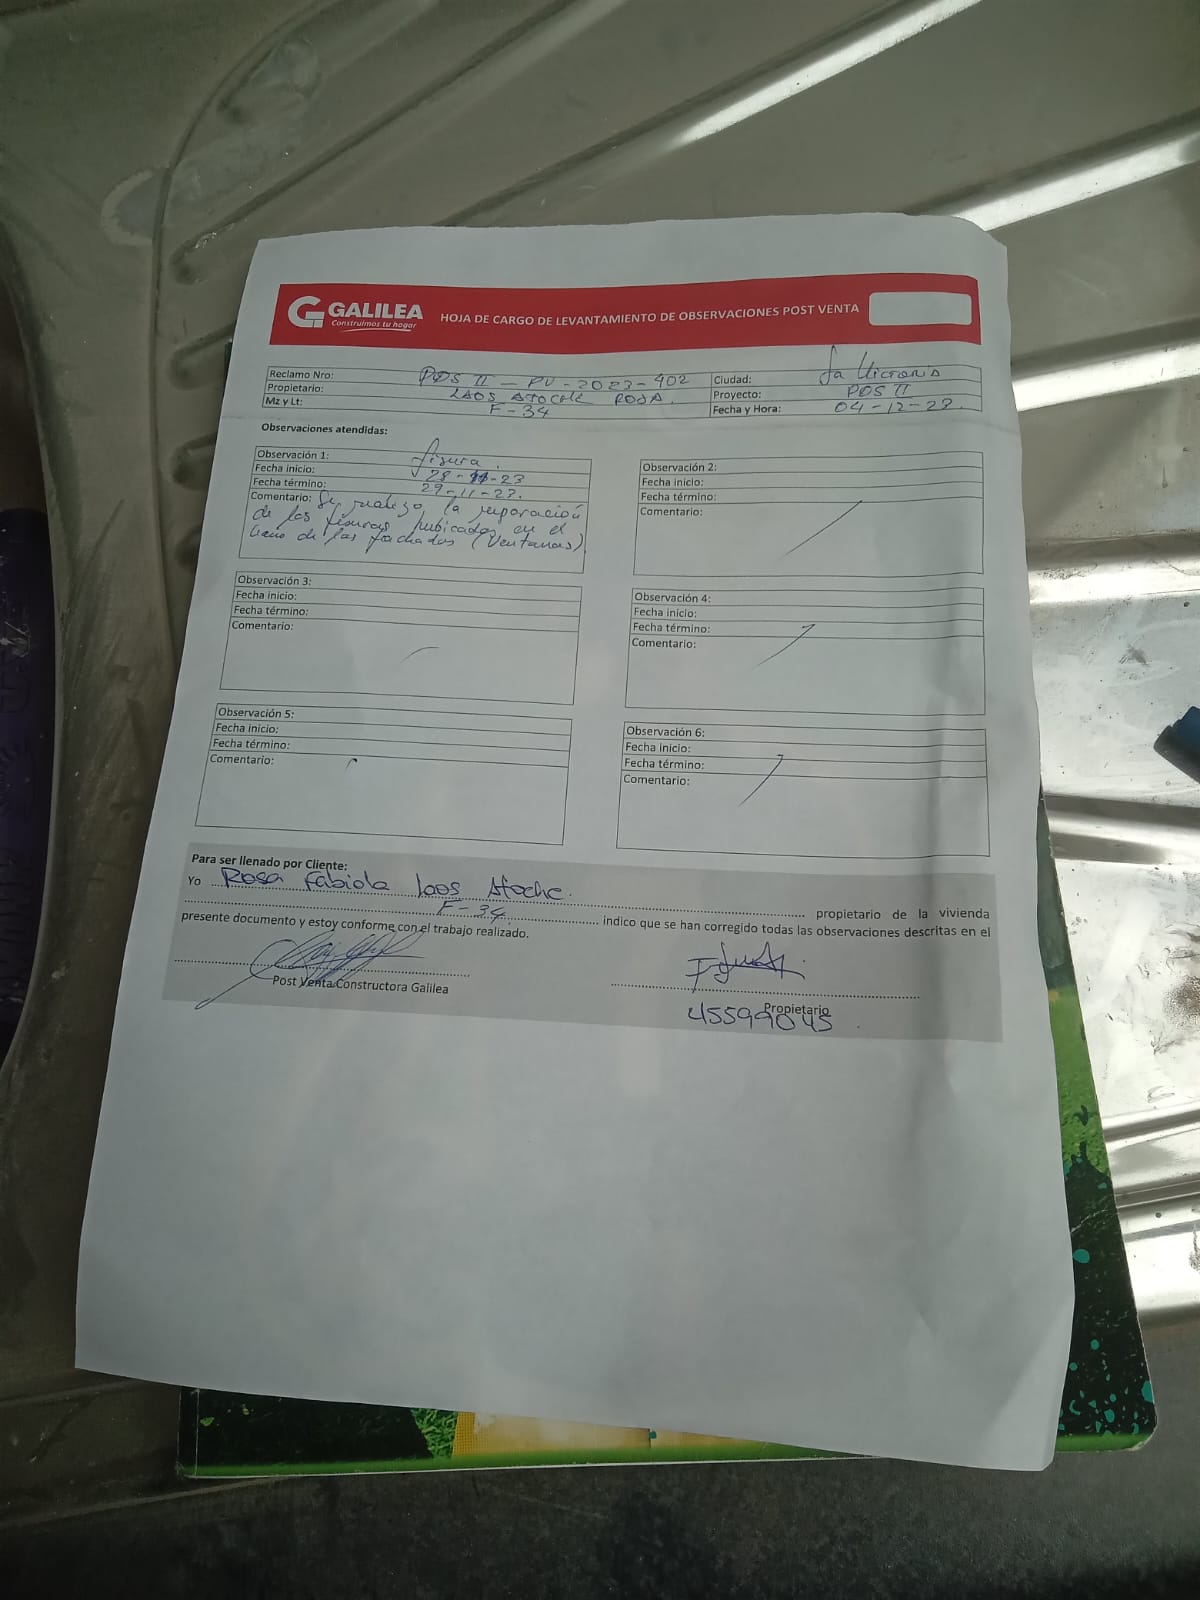 GALILEA
Construimos tu hogar
HOJA DE CARGO DE LEVANTAMIENTO DE OBSERVACIONES POST VENTA
Reclamo Nro: PDS II - PV - 2023-402
Ciudad: La Victoria
Propietario: LAOS ATOCHE ROSA.
Proyecto: PDS II
Mz y Lt: F-34
Fecha y Hora: 04-12-23.
Observaciones atendidas:
Observación 1: fisura.
Fecha inicio: 28-11-23
Fecha término: 29-11-23.
Comentario: Se realizo la reparación
de las fisuras ubicadas en el
de las fachadas (Ventanas)
Observación 2:
Fecha inicio:
Fecha término:
Comentario:
Observación 3:
Fecha inicio:
Fecha término:
Comentario:
Observación 4:
Fecha inicio:
Fecha término:
Comentario:
Observación 5:
Fecha inicio:
Fecha término:
Comentario:
Observación 6:
Fecha inicio:
Fecha término:
Comentario:
Para ser llenado por Cliente:
Yo Rosa Fabiola Laos Atoche. propietario de la vivienda
F-34 indico que se han corregido todas las observaciones descritas en el
presente documento y estoy conforme con el trabajo realizado.
Post Venta Constructora Galilea
Propietario
45599045